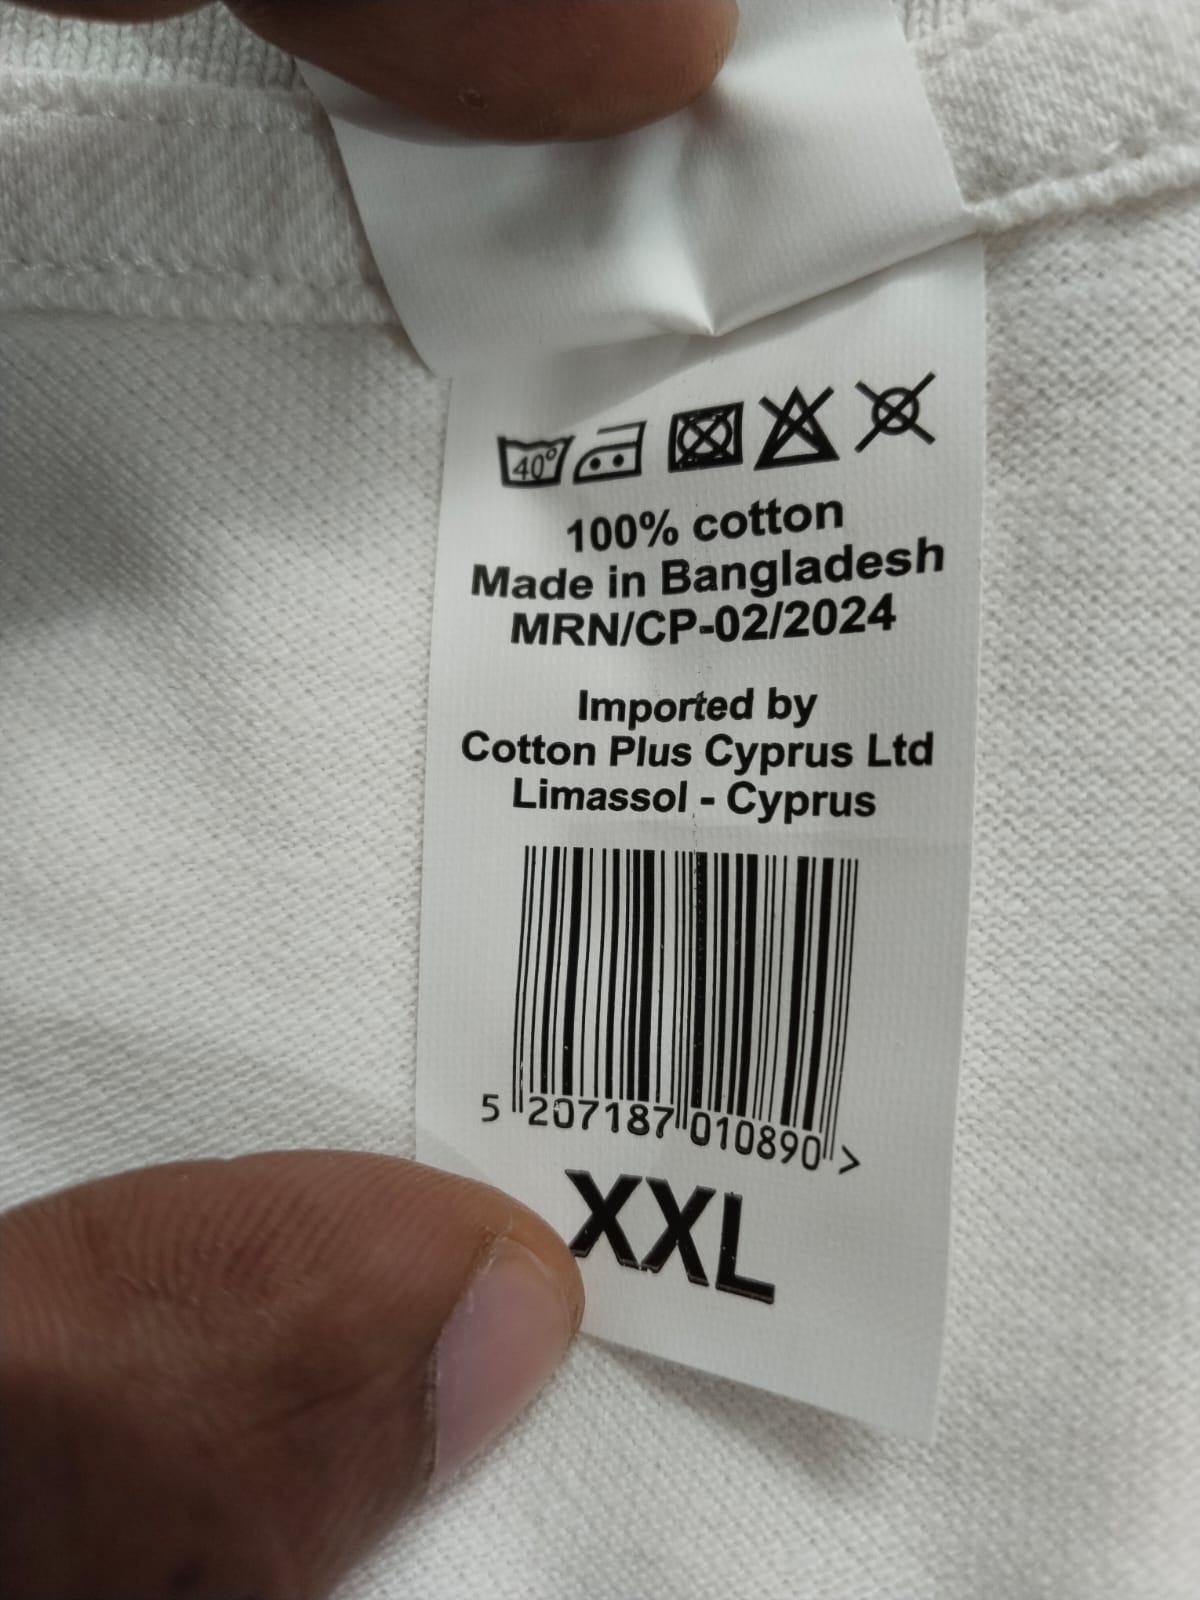 40°
100% cotton
Made in Bangladesh
MRN/CP-02/2024
Imported by
Cotton Plus Cyprus Ltd
Limassol - Cyprus
5 207187 010890 >
XXL